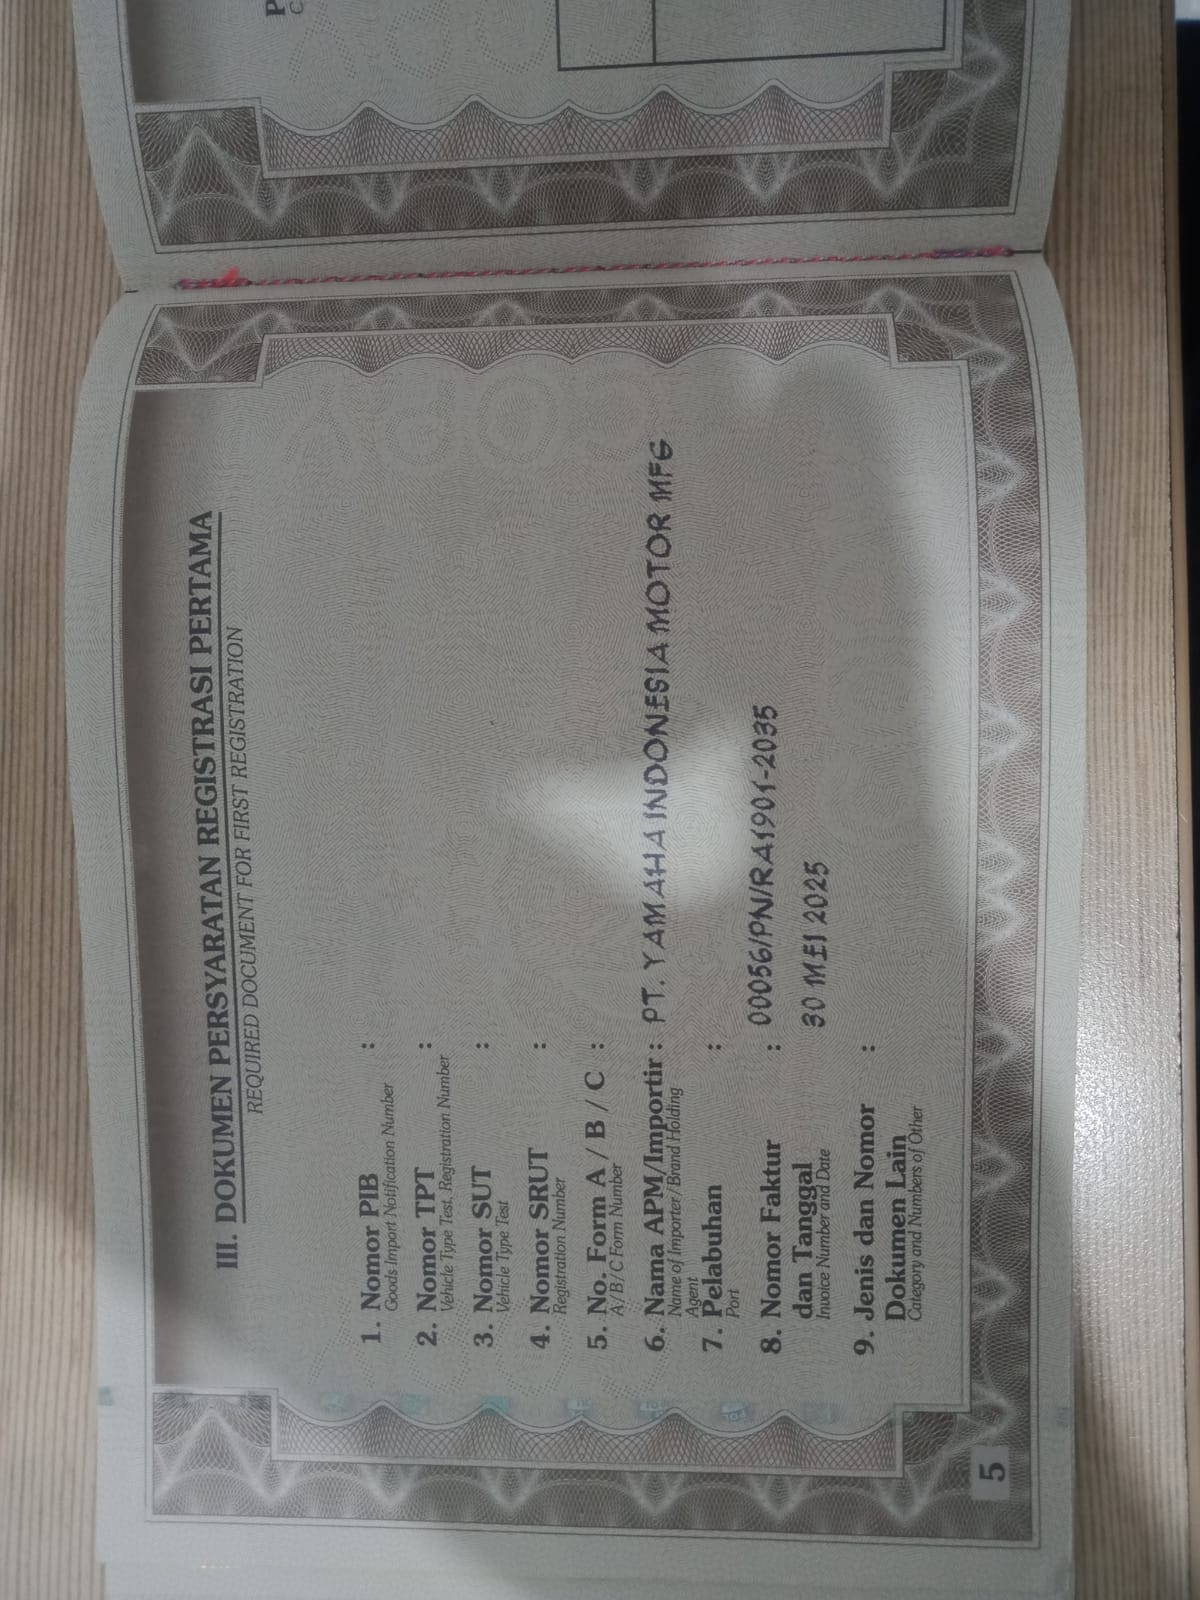 III. DOKUMEN PERSYARATAN REGISTRASI PERTAMA
REQUIRED DOCUMENT FOR FIRST REGISTRATION
1. Nomor PIB :
Goods Import Notification Number
2. Nomor TPT :
Vehicle Type Test, Registration Number
3. Nomor SUT :
Vehicle Type Test
4. Nomor SRUT :
Registration Number
5. No. Form A / B / C :
A / B / C Form Number
6. Nama APM/Importir : PT. YAMAHA INDONESIA MOTOR MFG
Name of Importer / Brand Holding
Agent
7. Pelabuhan :
Port
8. Nomor Faktur : 00056/PN/RA1901-2035
dan Tanggal 30 MEI 2025
Invoice Number and Date
9. Jenis dan Nomor :
Dokumen Lain
Category and Numbers of Other
5